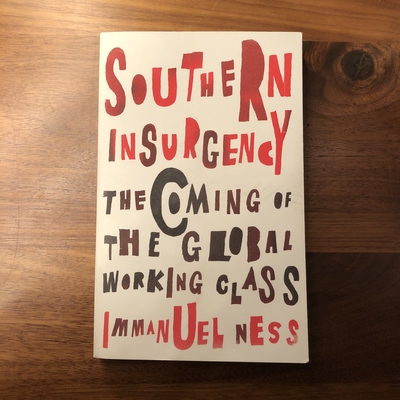 SOUTHERN
INSURGENCY
THE COMING OF
THE GLOBAL
WORKING CLASS
IMMANUEL NESS